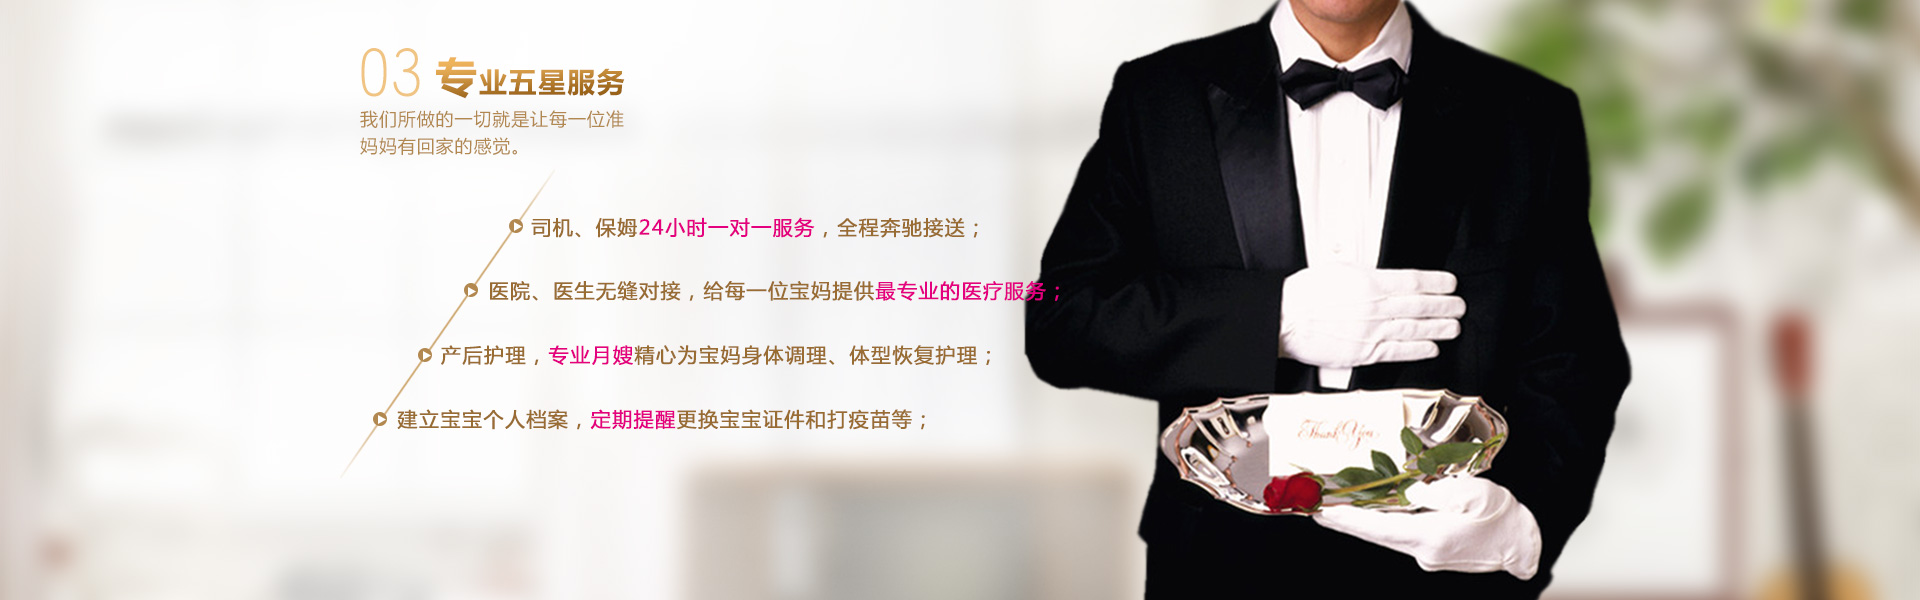 03 专业五星服务
我们所做的一切就是让每一位准
妈妈有回家的感觉。
司机、保姆24小时一对一服务，全程奔驰接送；
医院、医生无缝对接，给每一位宝妈提供最专业的医疗服务；
产后护理，专业月嫂精心为宝妈身体调理、体型恢复护理；
建立宝宝个人档案，定期提醒更换宝宝证件和打疫苗等；
Thank You